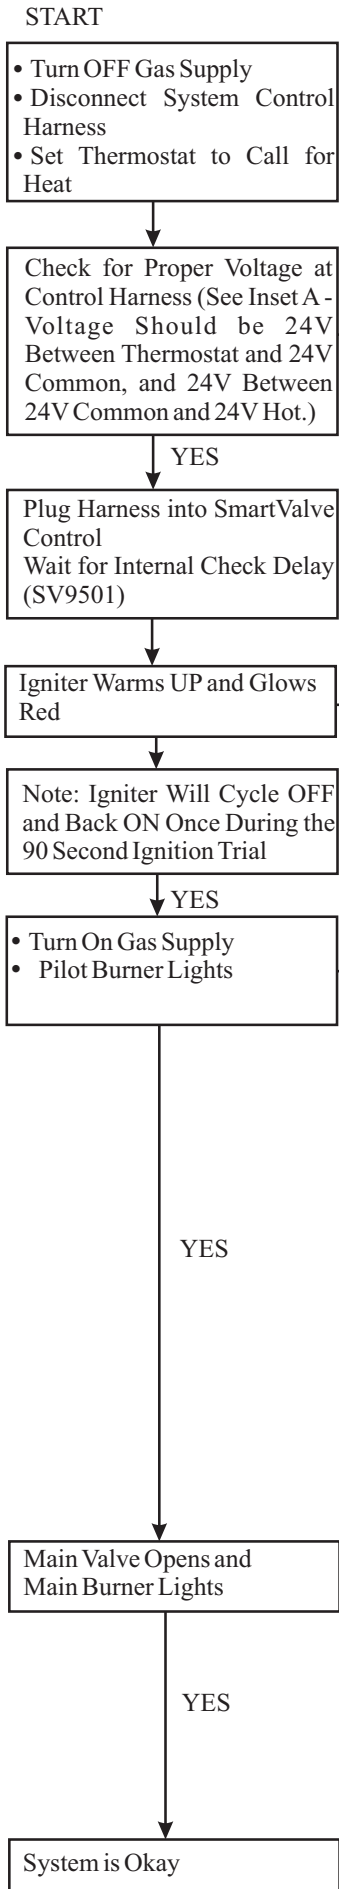 START
• Turn OFF Gas Supply
• Disconnect System Control
Harness
• Set Thermostat to Call for
Heat
Check for Proper Voltage at
Control Harness (See Inset A -
Voltage Should be 24V
Between Thermostat and 24V
Common, and 24V Between
24V Common and 24V Hot.)
YES
Plug Harness into SmartValve
Control
Wait for Internal Check Delay
(SV9501)
Igniter Warms UP and Glows
Red
Note: Igniter Will Cycle OFF
and Back ON Once During the
90 Second Ignition Trial
YES
• Turn On Gas Supply
• Pilot Burner Lights
YES
Main Valve Opens and
Main Burner Lights
YES
System is Okay